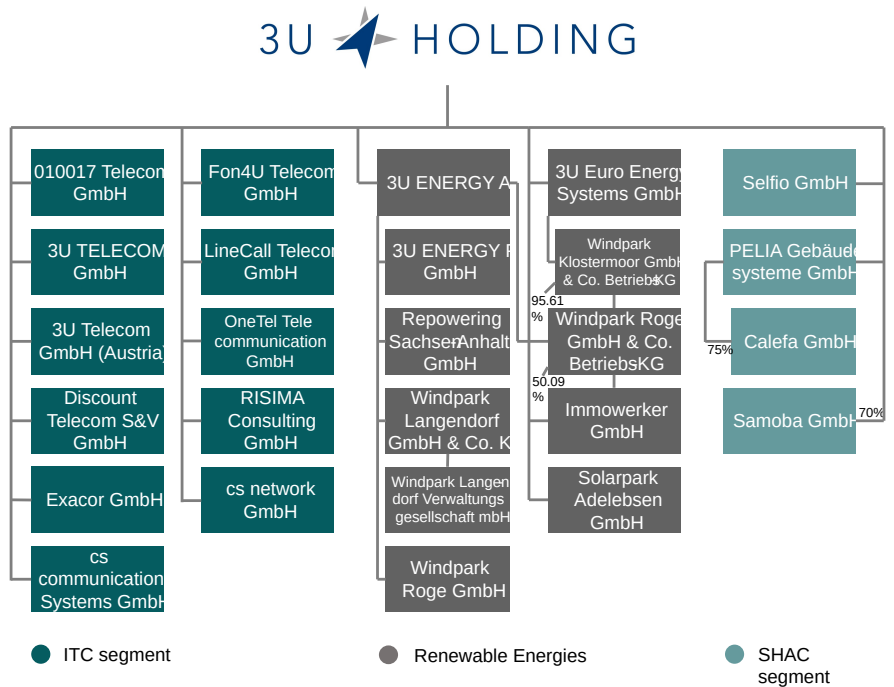 3U HOLDING
010017 Telecom
GmbH
3U TELECOM
GmbH
3U Telecom
GmbH (Austria)
Discount
Telecom S&V
GmbH
Exacor GmbH
cs
communication
Systems GmbH
Fon4U Telecom
GmbH
LineCall Telecom
GmbH
OneTel Tele
communication
GmbH
RISIMA
Consulting
GmbH
cs network
GmbH
3U ENERGY A
3U ENERGY P
GmbH
Repowering
Sachsen-Anhalt
GmbH
Windpark
Langendorf
GmbH & Co. K
Windpark Langen
dorf Verwaltungs
gesellschaft mbH
Windpark
Roge GmbH
3U Euro Energy
Systems GmbH
Windpark
Klostermoor GmbH
& Co. Betriebs-KG
95.61
%
Windpark Roge
GmbH & Co.
Betriebs-KG
50.09
%
Immowerker
GmbH
Solarpark
Adelebsen
GmbH
Selfio GmbH
PELIA Gebäude
systeme GmbH
75%
Calefa GmbH
Samoba GmbH
70%
ITC segment
Renewable Energies
SHAC
segment